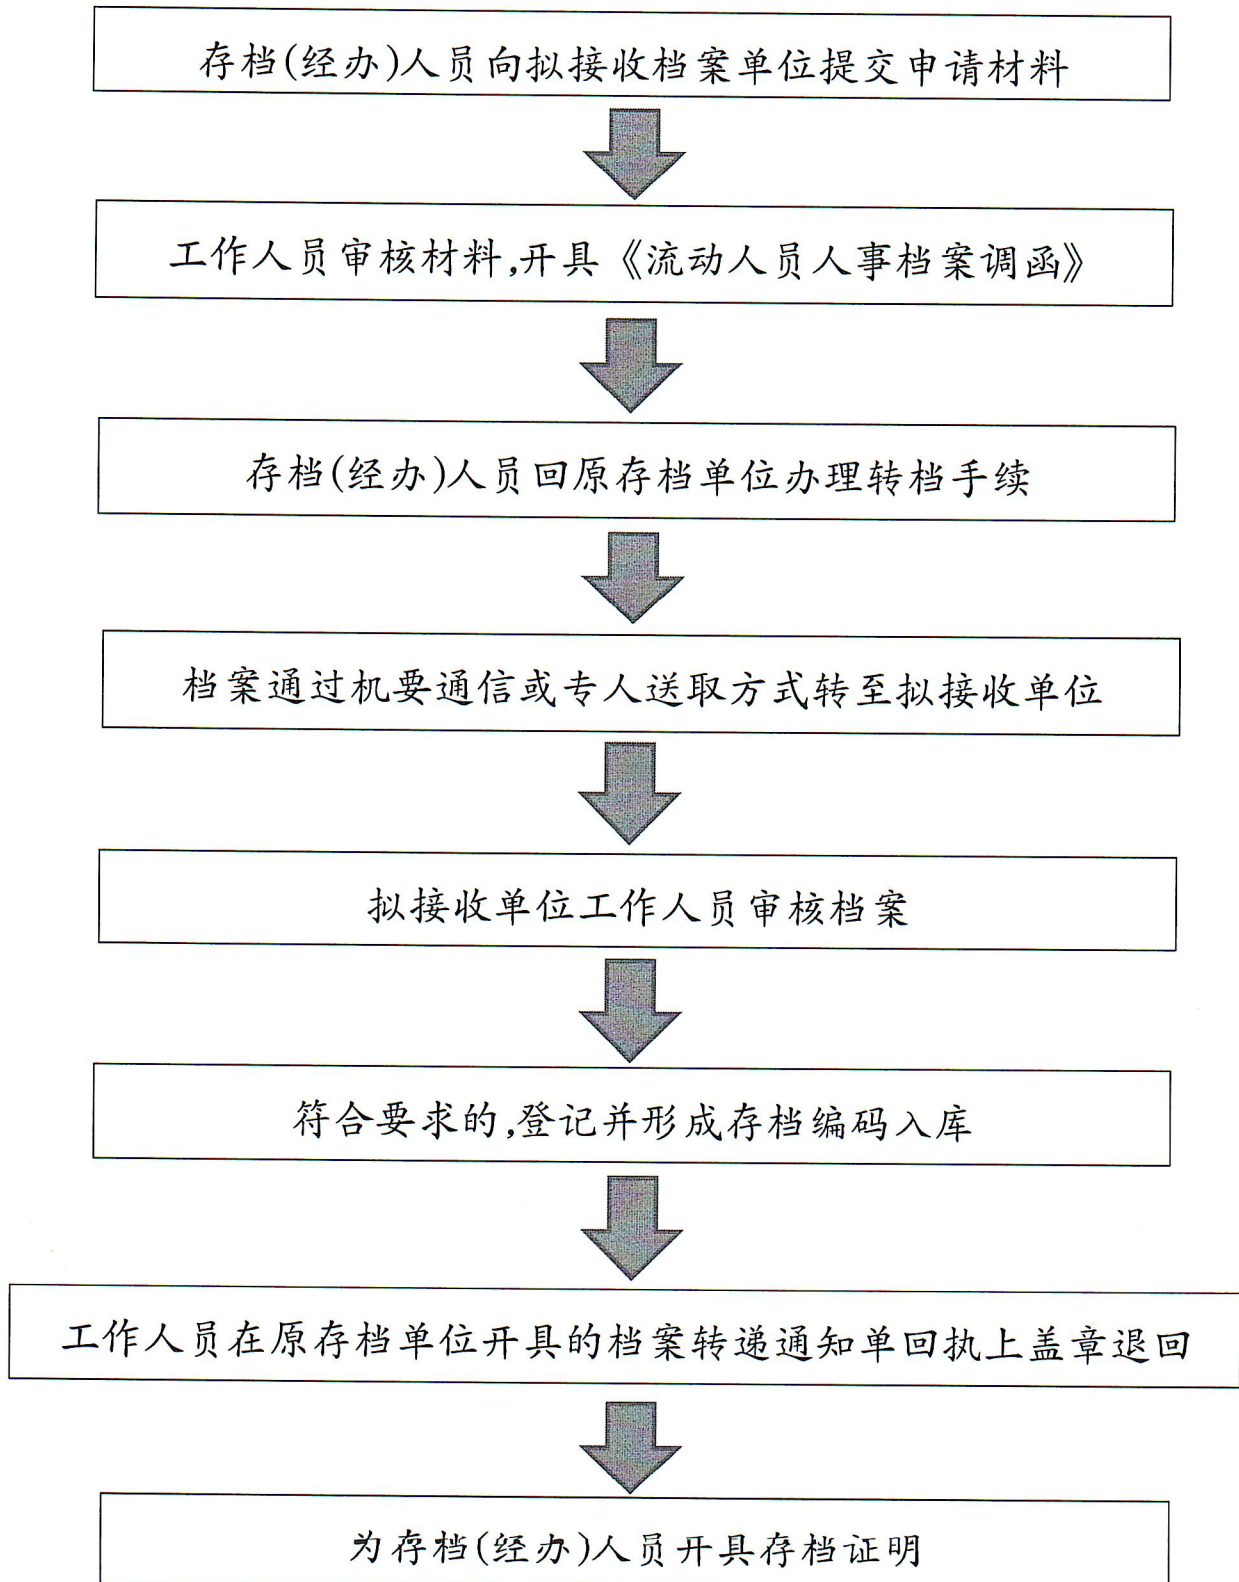 存档(经办)人员向拟接收档案单位提交申请材料
工作人员审核材料,开具《流动人员人事档案调函》
存档(经办)人员回原存档单位办理转档手续
档案通过机要通信或专人送取方式转至拟接收单位
拟接收单位工作人员审核档案
符合要求的,登记并形成存档编码入库
工作人员在原存档单位开具的档案转递通知单回执上盖章退回
为存档(经办)人员开具存档证明